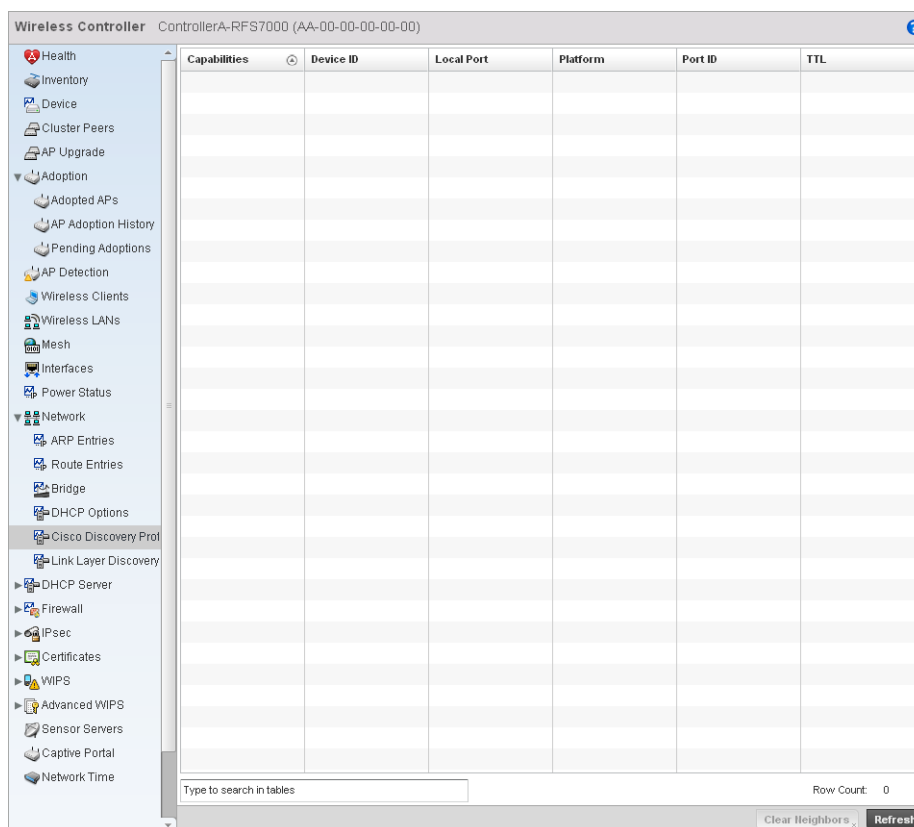 Wireless Controller ControllerA-RFS7000 (AA-00-00-00-00-00)
Health
Inventory
Device
Cluster Peers
AP Upgrade
Adoption
Adopted APs
AP Adoption History
Pending Adoptions
AP Detection
Wireless Clients
Wireless LANs
Mesh
Interfaces
Power Status
Network
ARP Entries
Route Entries
Bridge
DHCP Options
Cisco Discovery Prot
Link Layer Discovery
DHCP Server
Firewall
IPsec
Certificates
WIPS
Advanced WIPS
Sensor Servers
Captive Portal
Network Time
Capabilities Device ID Local Port Platform Port ID TTL
Type to search in tables Row Count: 0
Clear Neighbors Refresh